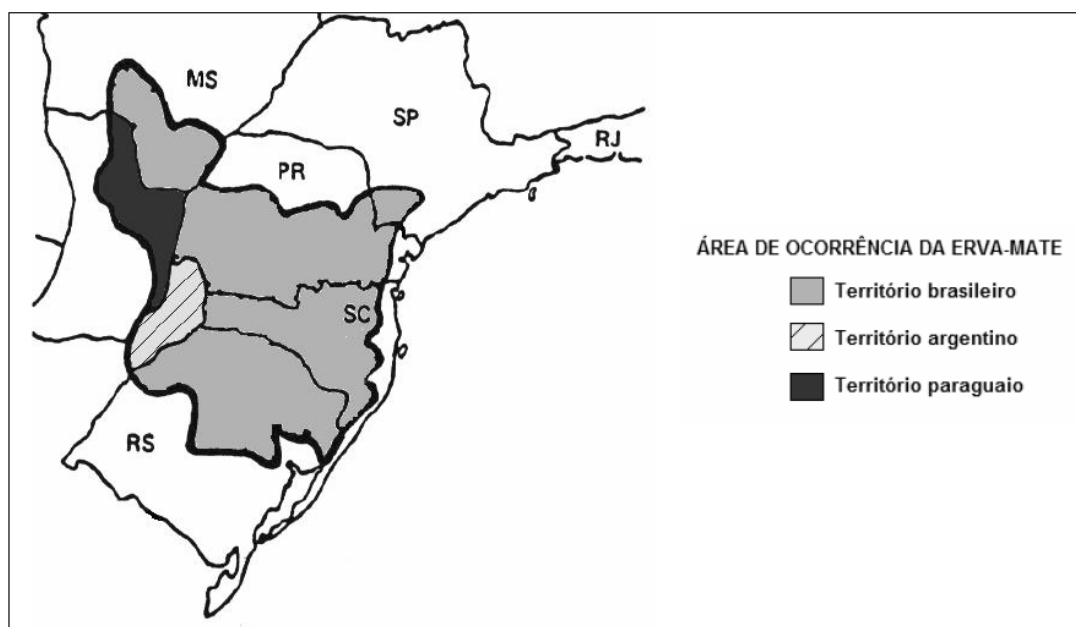 MS
SP
RJ
PR
SC
RS
ÁREA DE OCORRÊNCIA DA ERVA-MATE
Território brasileiro
Território argentino
Território paraguaio